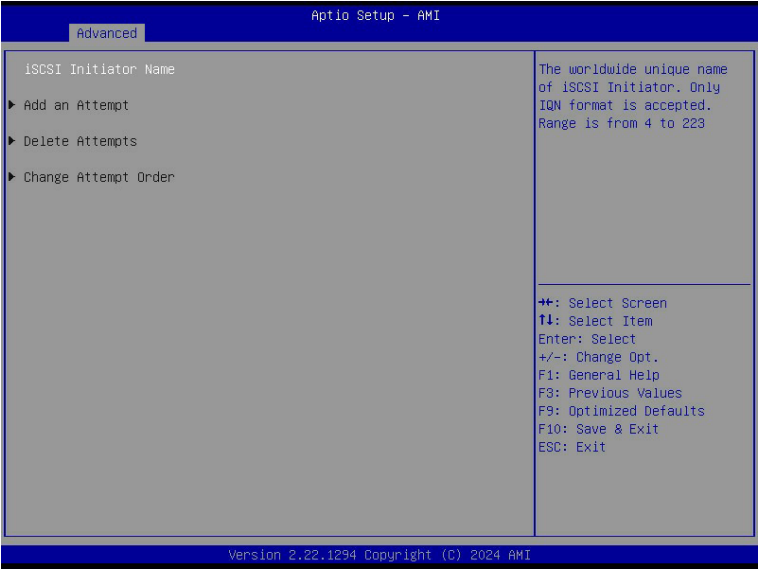 Aptio Setup – AMI
Advanced
iSCSI Initiator Name
▶ Add an Attempt
▶ Delete Attempts
▶ Change Attempt Order
The worldwide unique name
of iSCSI Initiator. Only
IQN format is accepted.
Range is from 4 to 223
→←: Select Screen
↑↓: Select Item
Enter: Select
+/-: Change Opt.
F1: General Help
F3: Previous Values
F9: Optimized Defaults
F10: Save & Exit
ESC: Exit
Version 2.22.1294 Copyright (C) 2024 AMI